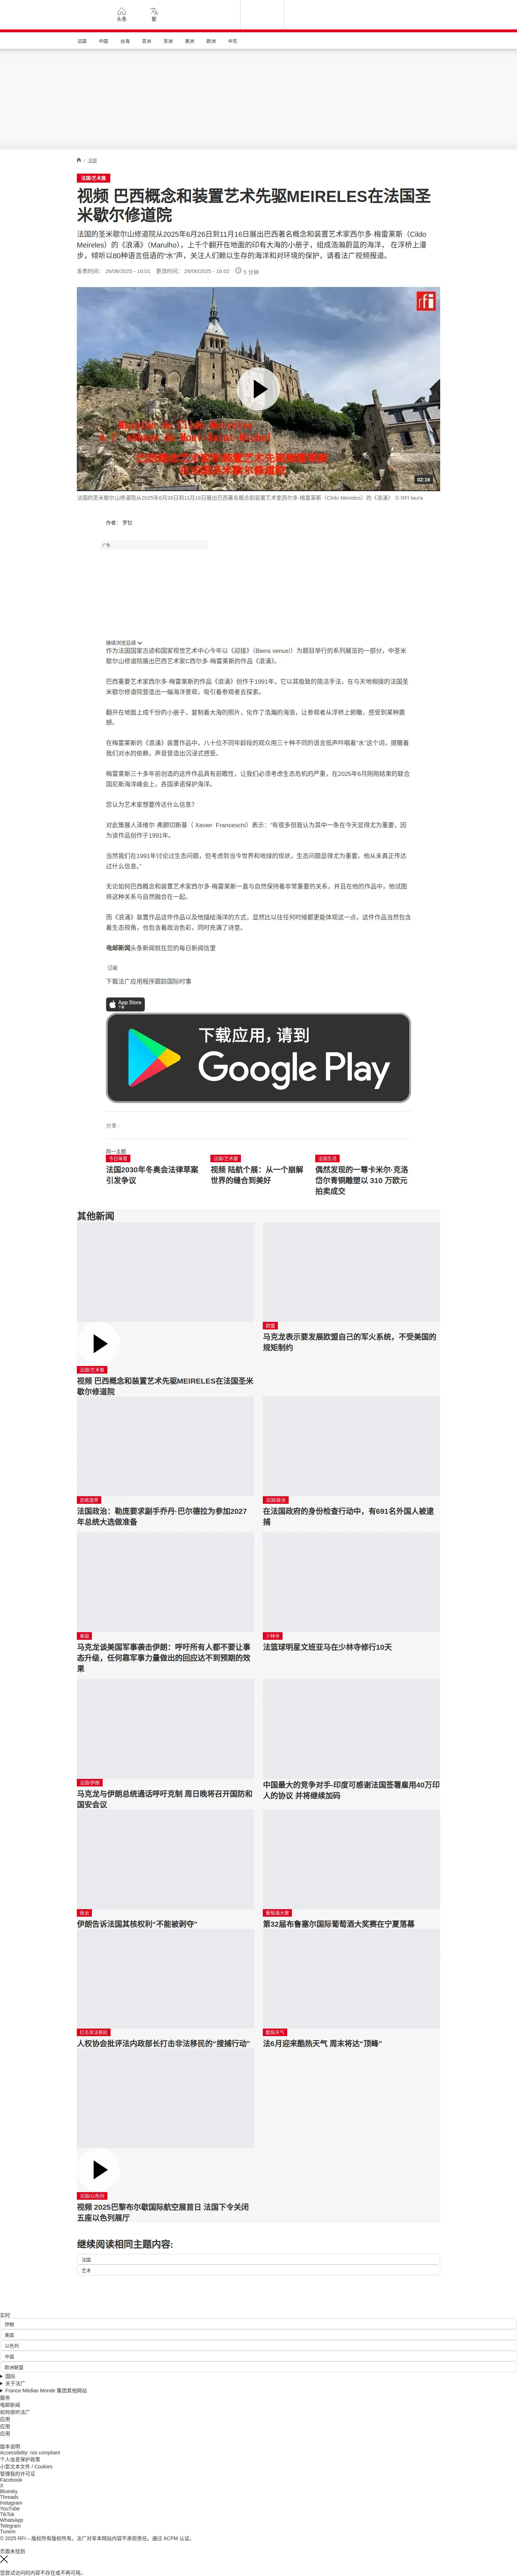 头条
繁
法国
中国
台海
亚洲
非洲
美洲
欧洲
中东
/ 法国
法国/艺术展
视频 巴西概念和装置艺术先驱MEIRELES在法国圣
米歇尔修道院
法国的圣米歇尔山修道院从2025年6月26日到11月16日展出巴西著名概念和装置艺术家西尔多·梅雷莱斯（Cildo
Meireles）的《浪涌》（Marulho），上千个翻开在地面的印有大海的小册子，组成浩瀚蔚蓝的海洋， 在浮桥上漫
步，倾听以80种语言低语的“水”声，关注人们赖以生存的海洋和对环境的保护，请看法广视频报道。
发表时间： 26/06/2025 - 16:01 更改时间： 26/06/2025 - 16:02 5 分钟
rfi
02:16
法国的圣米歇尔山修道院从2025年6月26日到11月16日展出巴西著名概念和装置艺术家西尔多·梅雷莱斯（Cildo Meireles）的《浪涌》 © RFI laura
作者： 罗拉
广告
继续浏览后续
作为法国国家古迹和国家视觉艺术中心今年以《迎接》（Biens venus!）为题目举行的系列展览的一部分，中圣米
歇尔山修道院展出巴西艺术家C西尔多·梅雷莱斯的作品《浪涌》。
巴西重要艺术家西尔多·梅雷莱斯的作品《浪涌》创作于1991年，它以其极致的简洁手法，在与天地相接的法国圣
米歇尔修道院营造出一幅海洋景观，吸引着参观者去探索。
翻开在地面上成千份的小册子，复制着大海的照片，化作了浩瀚的海浪，让参观者从浮桥上俯瞰，感受到某种震
撼。
在梅雷莱斯的《浪涌》装置作品中，八十位不同年龄段的观众用三十种不同的语言低声吟唱着“水”这个词，提醒着
我们对水的依赖，声音营造出沉浸式感受。
梅雷莱斯三十多年前创造的这件作品具有前瞻性，让我们必须考虑生态危机的严重，在2025年6月刚刚结束的联合
国尼斯海洋峰会上，各国承诺保护海洋。
您认为艺术家想要传达什么信息？
对此策展人泽维尔·弗朗切斯基（ Xavier Franceschi）表示：“有很多但我认为其中一条在今天显得尤为重要，因
为该作品创作于1991年。
当然我们在1991年讨论过生态问题，但考虑到当今世界和地球的现状，生态问题显得尤为重要。他从未真正传达
过什么信息。”
无论如何巴西概念和装置艺术家西尔多·梅雷莱斯一直与自然保持着非常重要的关系，并且在他的作品中，他试图
将这种关系与自然融合在一起。
而《浪涌》装置作品这件作品以及他描绘海洋的方式，显然比以往任何时候都更能体现这一点，这件作品当然包含
着生态视角，也包含着政治色彩，同时充满了诗意。
电邮新闻头条新闻就在您的每日新闻信里
订阅
下载法广应用程序跟踪国际时事
App Store
下载
下载应用，请到
Google Play
分享 :
同一主题
今日体育
法国2030年冬奥会法律草案
引发争议
法国/艺术展
视频 陆航个展：从一个崩解
世界的缝合到美好
法国生活
偶然发现的一尊卡米尔·克洛
岱尔青铜雕塑以 310 万欧元
拍卖成交
其他新闻
法国/艺术展
视频 巴西概念和装置艺术先驱MEIRELES在法国圣米
歇尔修道院
欧盟
马克龙表示要发展欧盟自己的军火系统，不受美国的
规矩制约
总统选举
法国政治：勒庞要求副手乔丹·巴尔德拉为参加2027
年总统大选做准备
法国/政治
在法国政府的身份检查行动中，有691名外国人被逮
捕
美国
马克龙谈美国军事袭击伊朗：呼吁所有人都不要让事
态升级，任何靠军事力量做出的回应达不到预期的效
果
少林寺
法篮球明星文班亚马在少林寺修行10天
法国/伊朗
马克龙与伊朗总统通话呼吁克制 周日晚将召开国防和
国安会议
中国最大的竞争对手-印度可感谢法国签署雇用40万印
人的协议 并将继续加码
政治
伊朗告诉法国其核权利“不能被剥夺”
葡萄酒大赛
第32届布鲁塞尔国际葡萄酒大奖赛在宁夏落幕
打击非法移民
人权协会批评法内政部长打击非法移民的“搜捕行动”
酷热天气
法6月迎来酷热天气 周末将达“顶峰”
法国/以色列
视频 2025巴黎布尔歇国际航空展首日 法国下令关闭
五座以色列展厅
继续阅读相同主题内容:
法国
艺术
实时
伊朗
美国
以色列
中国
欧洲联盟
国际
关于法广
France Médias Monde 集团其他网站
服务
电邮新闻
如何收听法广
应用
应用
应用
版本说明
Accessibility: not compliant
个人信息保护政策
小型文本文件 / Cookies
管理我的许可证
Facebook
X
Bluesky
Threads
Instagram
YouTube
TikTok
WhatsApp
Telegram
TuneIn
© 2025 RFI – 版权所有版权所有。法广对非本网站内容不承担责任。通过 ACPM 认证。
页面未找到
您尝试访问的内容不存在或不再可用。